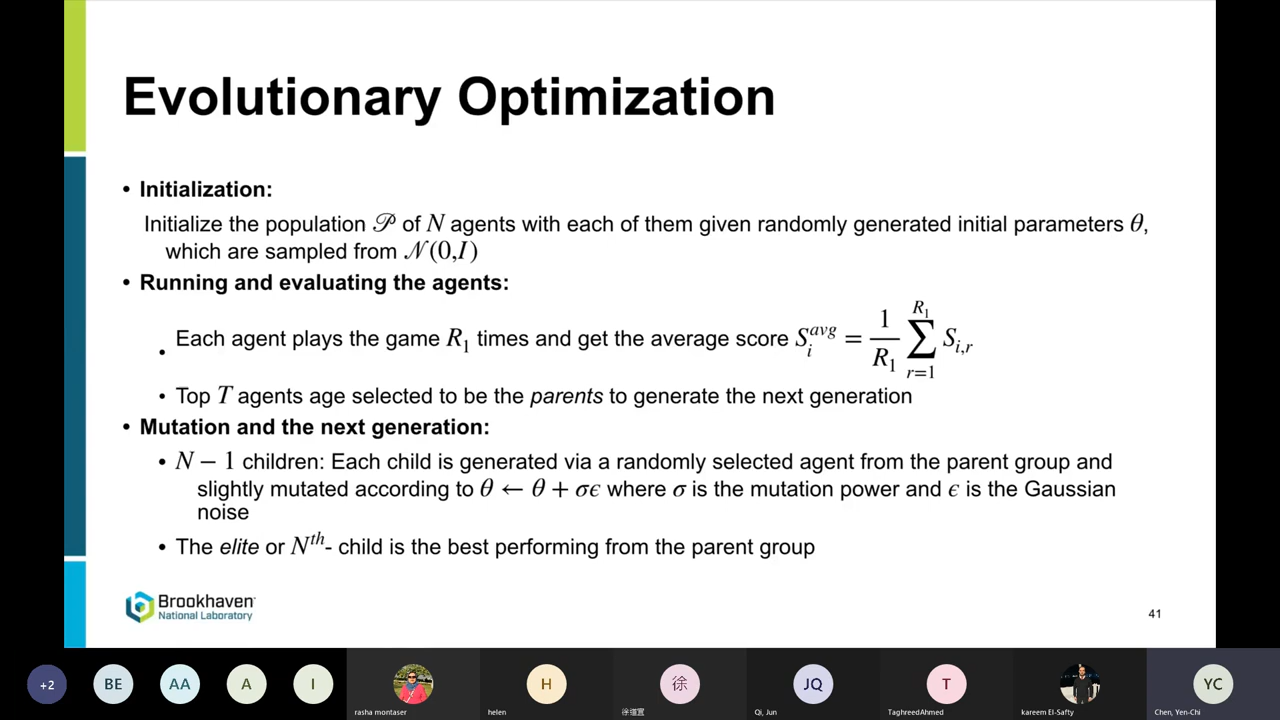 Evolutionary Optimization
• Initialization:
Initialize the population 𝒫 of N agents with each of them given randomly generated initial parameters θ,
which are sampled from 𝒩(0,I)
• Running and evaluating the agents:
• Each agent plays the game R₁ times and get the average score Sᵢᵃᵛᵍ = 1/R₁ ∑_{r=1}^{R₁} S_{i,r}
• Top T agents age selected to be the parents to generate the next generation
• Mutation and the next generation:
• N − 1 children: Each child is generated via a randomly selected agent from the parent group and
slightly mutated according to θ ← θ + σϵ where σ is the mutation power and ϵ is the Gaussian
noise
• The elite or Nᵗʰ- child is the best performing from the parent group
Brookhaven
National Laboratory
41
+2
BE
AA
A
I
H
徐
JQ
T
YC
rasha montaser
helen
徐道宣
Qi, Jun
TaghreedAhmed
kareem El-Safty
Chen, Yen-Chi